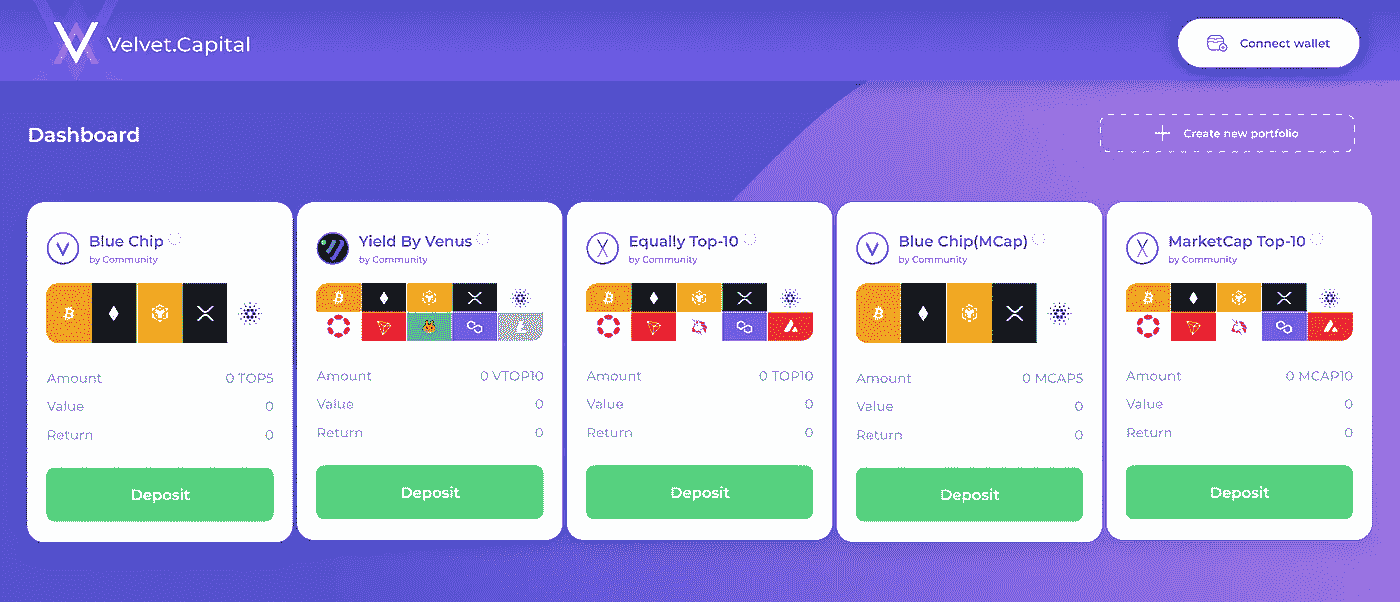 Velvet.Capital
Connect wallet
Dashboard
Create new portfolio
Blue Chip
by Community
Amount 0 TOP5
Value 0
Return 0
Deposit
Yield By Venus
by Community
Amount 0 VTOP10
Value 0
Return 0
Deposit
Equally Top-10
by Community
Amount 0 TOP10
Value 0
Return 0
Deposit
Blue Chip(MCap)
by Community
Amount 0 MCAP5
Value 0
Return 0
Deposit
MarketCap Top-10
by Community
Amount 0 MCAP10
Value 0
Return 0
Deposit